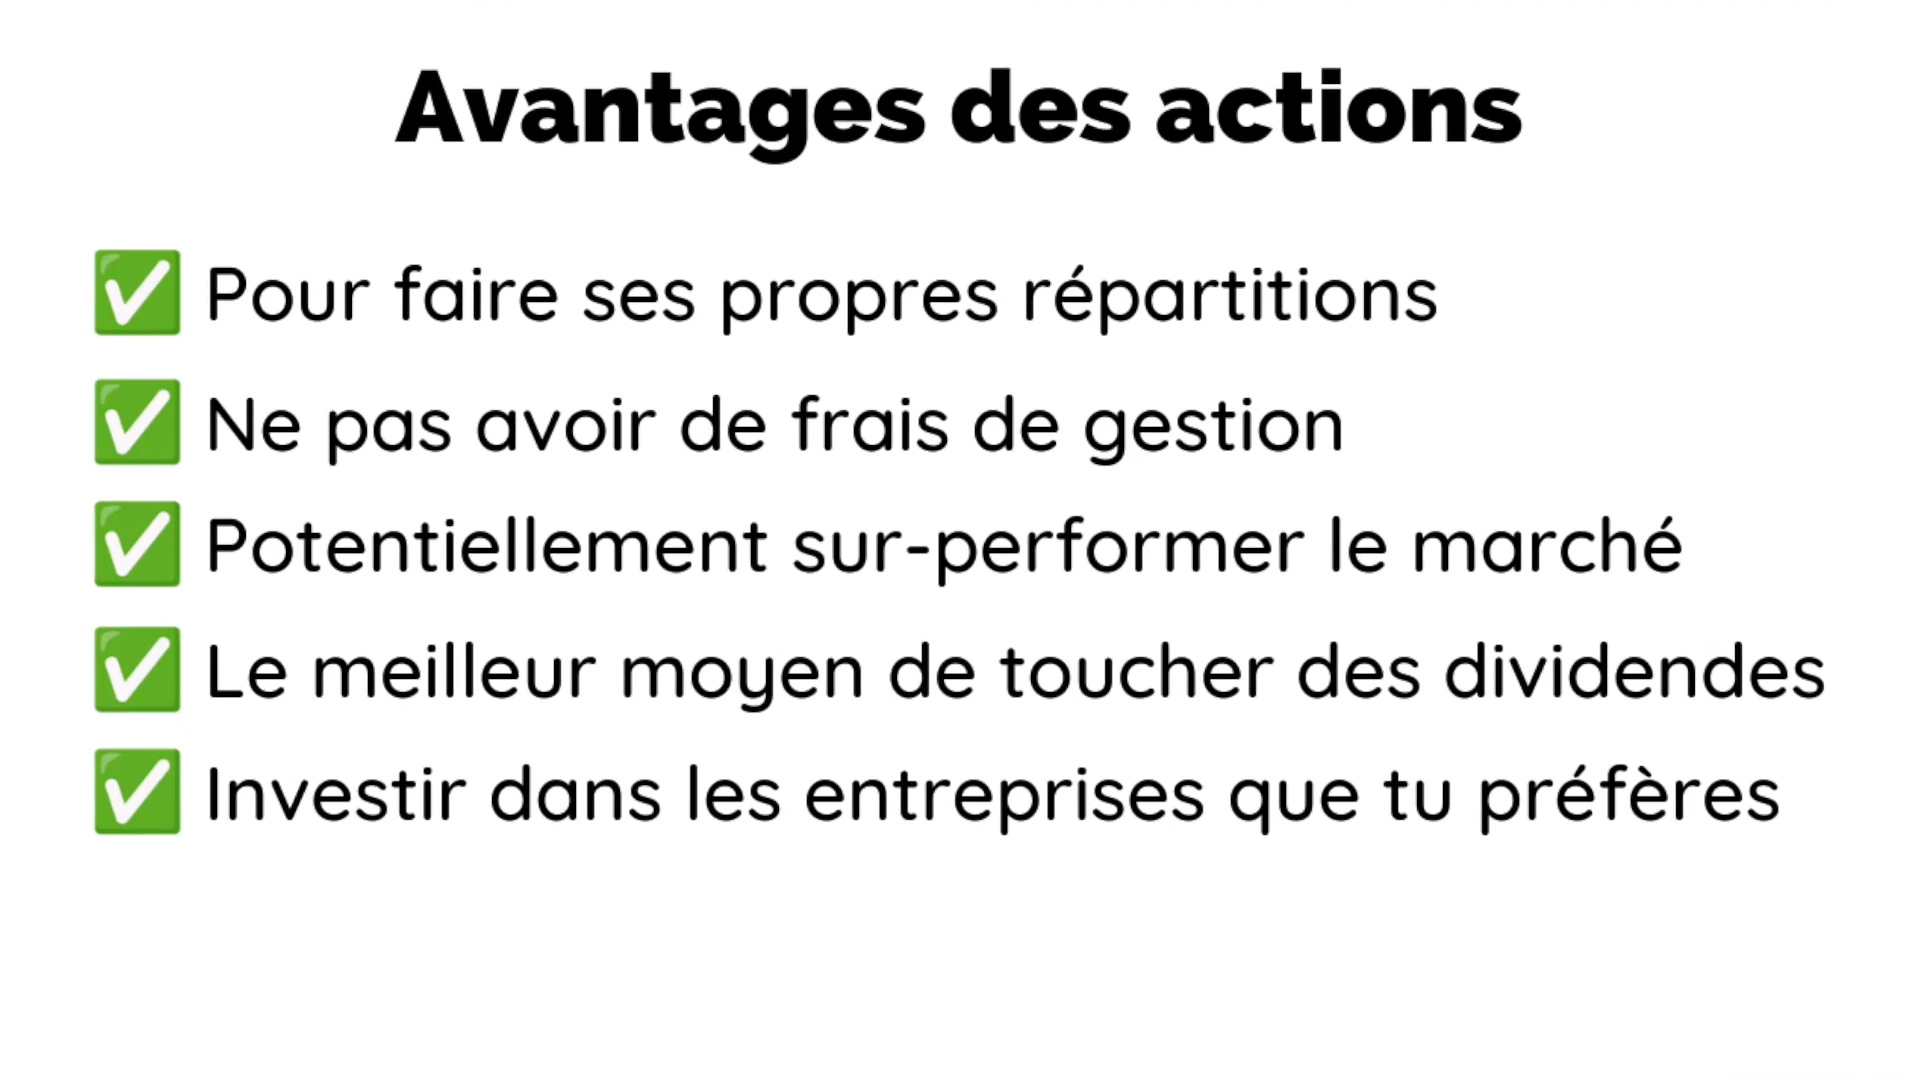 Avantages des actions
✅ Pour faire ses propres répartitions
✅ Ne pas avoir de frais de gestion
✅ Potentiellement sur-performer le marché
✅ Le meilleur moyen de toucher des dividendes
✅ Investir dans les entreprises que tu préfères